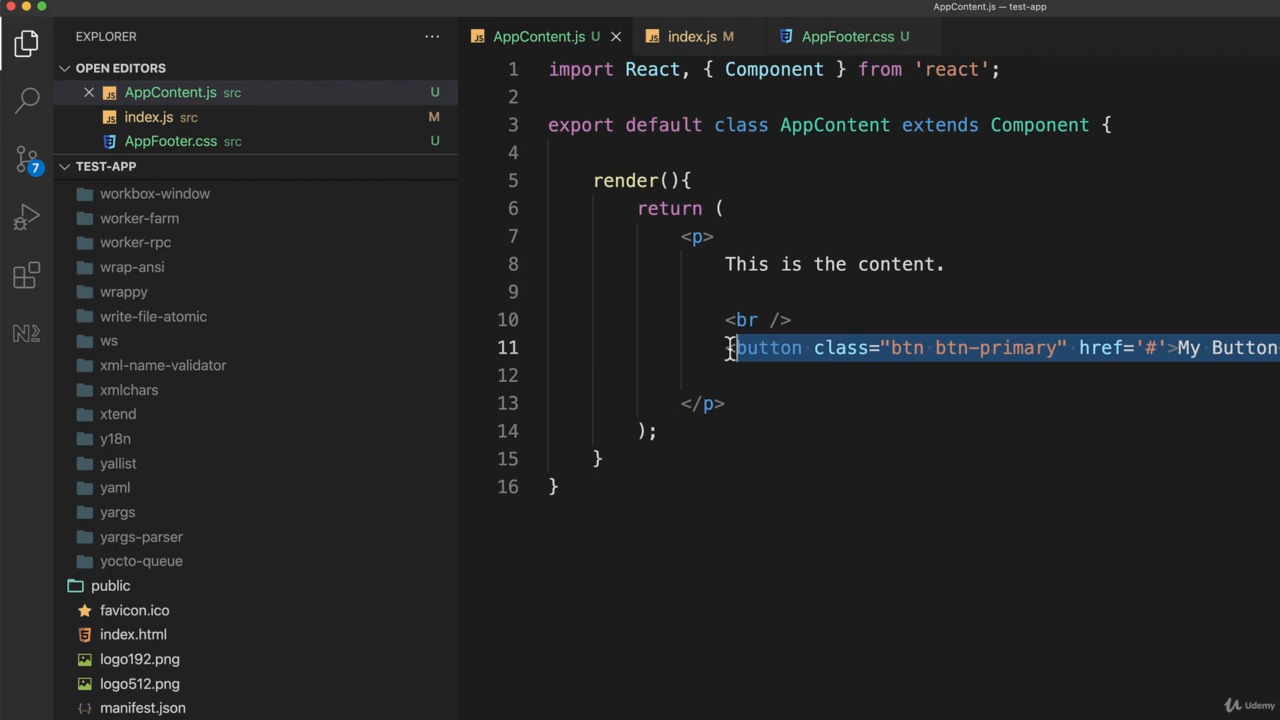 AppContent.js — test-app
EXPLORER ...
OPEN EDITORS
AppContent.js src U
index.js src M
AppFooter.css src U
TEST-APP
workbox-window
worker-farm
worker-rpc
wrap-ansi
wrappy
write-file-atomic
ws
xml-name-validator
xmlchars
xtend
y18n
yallist
yaml
yargs
yargs-parser
yocto-queue
public
favicon.ico
index.html
logo192.png
logo512.png
manifest.json
7
AppContent.js U
index.js M
AppFooter.css U
1 import React, { Component } from 'react';
2
3 export default class AppContent extends Component {
4
5 render(){
6 return (
7 <p>
8 This is the content.
9
10 <br />
11 <button class="btn btn-primary" href='#'>My Button
12
13 </p>
14 );
15 }
16 }
Udemy